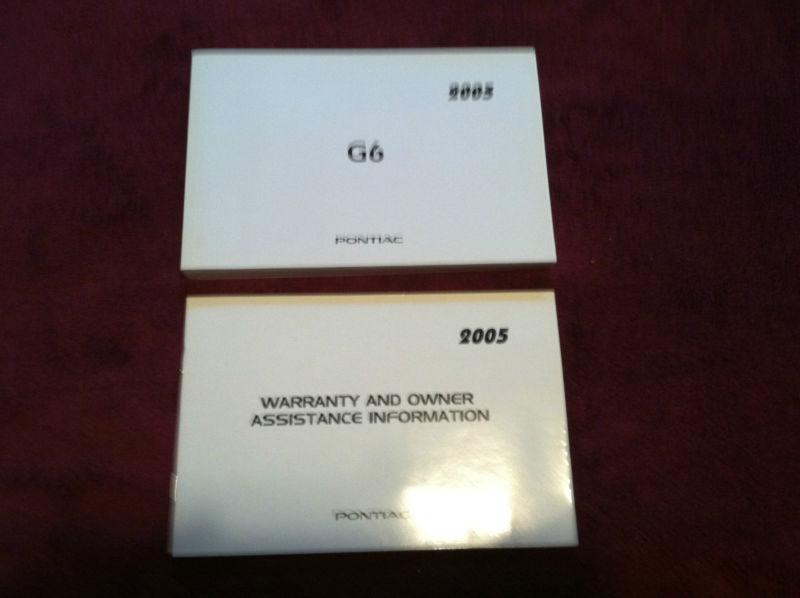 2005
G6
PONTIAC
2005
WARRANTY AND OWNER
ASSISTANCE INFORMATION
PONTIAC